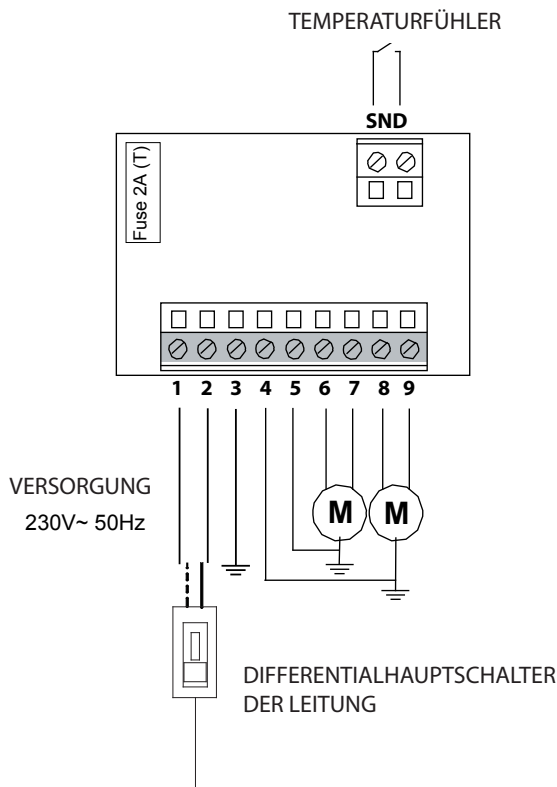 TEMPERATURFÜHLER
SND
Fuse 2A (T)
1 2 3 4 5 6 7 8 9
VERSORGUNG
230V~ 50Hz
M M
DIFFERENTIALHAUPTSCHALTER
DER LEITUNG